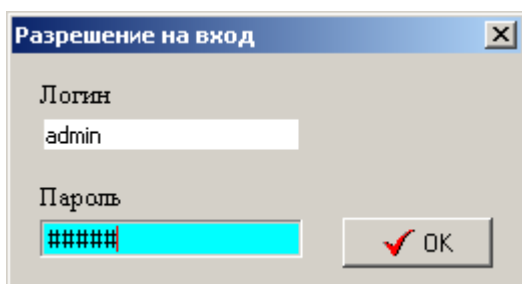 Разрешение на вход
Логин
admin
Пароль
#####
OK